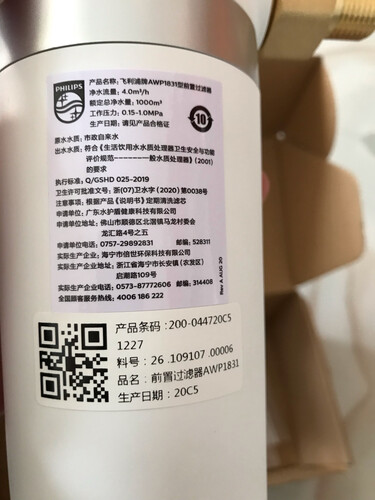 PHILIPS
产品名称：飞利浦牌AWP1831型前置过滤器
净水流量：4.0m³/h
额定总净水量：1000m³
工作压力：0.15-1.0MPa
生产日期：请见产品合格证
10
原水水质：市政自来水
出水水质：符合《生活饮用水水质处理器卫生安全与功能
评价规范-------一般水质处理器》(2001)
的要求
执行标准：Q/GSHD 025-2019
卫生许可批准文号：浙(07)卫水字 (2020) 第0038号
注意事项：根据产品《说明书》定期清洗滤芯
申请单位：广东水护盾健康科技有限公司
申请单位地址：佛山市顺德区北滘镇马龙村委会
龙汇路4号之五
申请单位电话：0757-29892831 邮编：528311
实际生产企业：海宁市倍世环保科技有限公司
实际生产企业地址：浙江省海宁市长安镇 (农发区)
启潮路109号
实际生产企业电话：0573-87772606 邮编：314408
全国顾客服务热线：4006 186 222
Rev A AUG 20
产品条码：200-044720C5
1227
料号：26 .109107 .00006
品名：前置过滤器AWP1831
生产日期：20C5